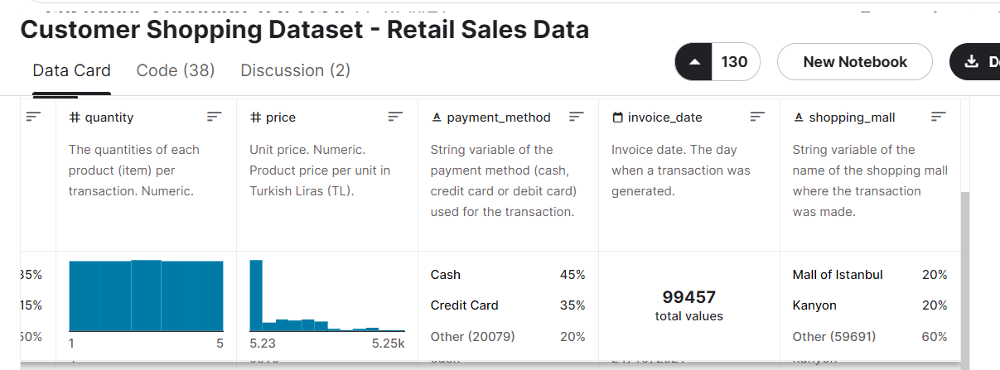 Customer Shopping Dataset - Retail Sales Data
Data Card
Code (38)
Discussion (2)
130
New Notebook
quantity
price
payment_method
invoice_date
shopping_mall
The quantities of each
product (item) per
transaction. Numeric.
Unit price. Numeric.
Product price per unit in
Turkish Liras (TL).
String variable of the
payment method (cash,
credit card or debit card)
used for the transaction.
Invoice date. The day
when a transaction was
generated.
String variable of the
name of the shopping mall
where the transaction
was made.
35%
15%
50%
1 5
5.23 5.25k
Cash 45%
Credit Card 35%
Other (20079) 20%
99457
total values
Mall of Istanbul 20%
Kanyon 20%
Other (59691) 60%